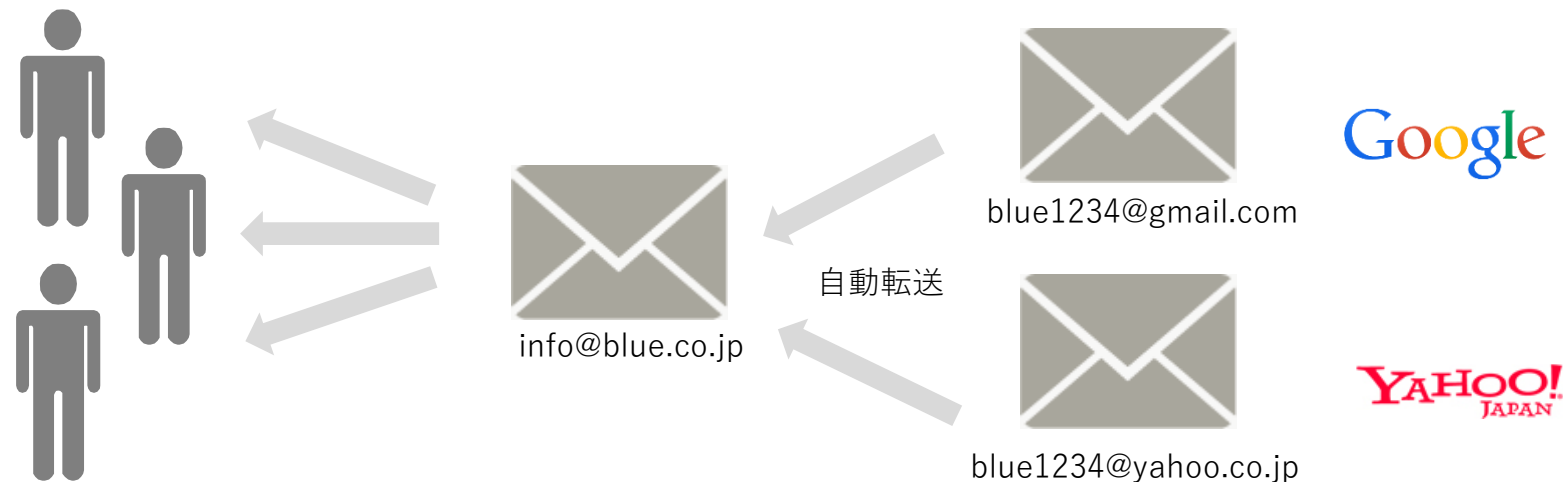 Google
blue1234@gmail.com
自動転送
info@blue.co.jp
YAHOO!
JAPAN
blue1234@yahoo.co.jp